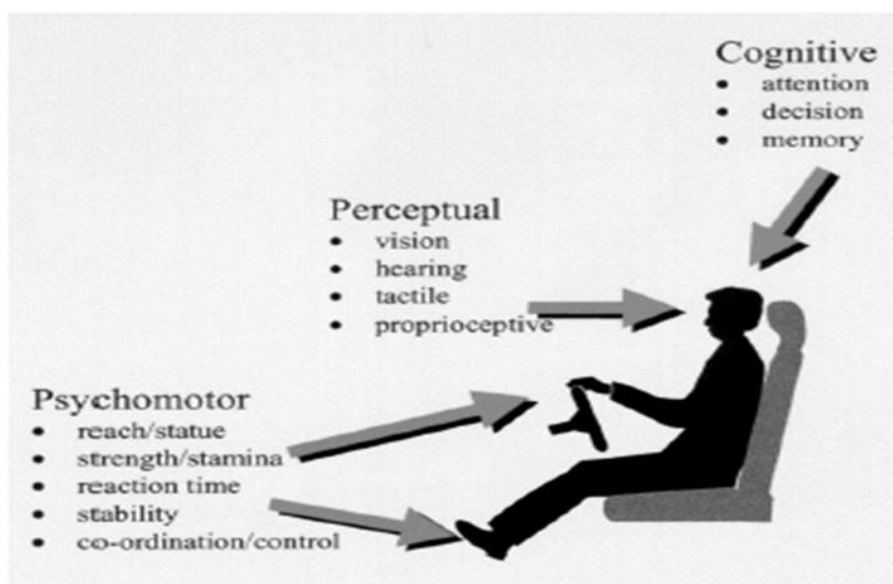 Cognitive
• attention
• decision
• memory
Perceptual
• vision
• hearing
• tactile
• proprioceptive
Psychomotor
• reach/statue
• strength/stamina
• reaction time
• stability
• co-ordination/control